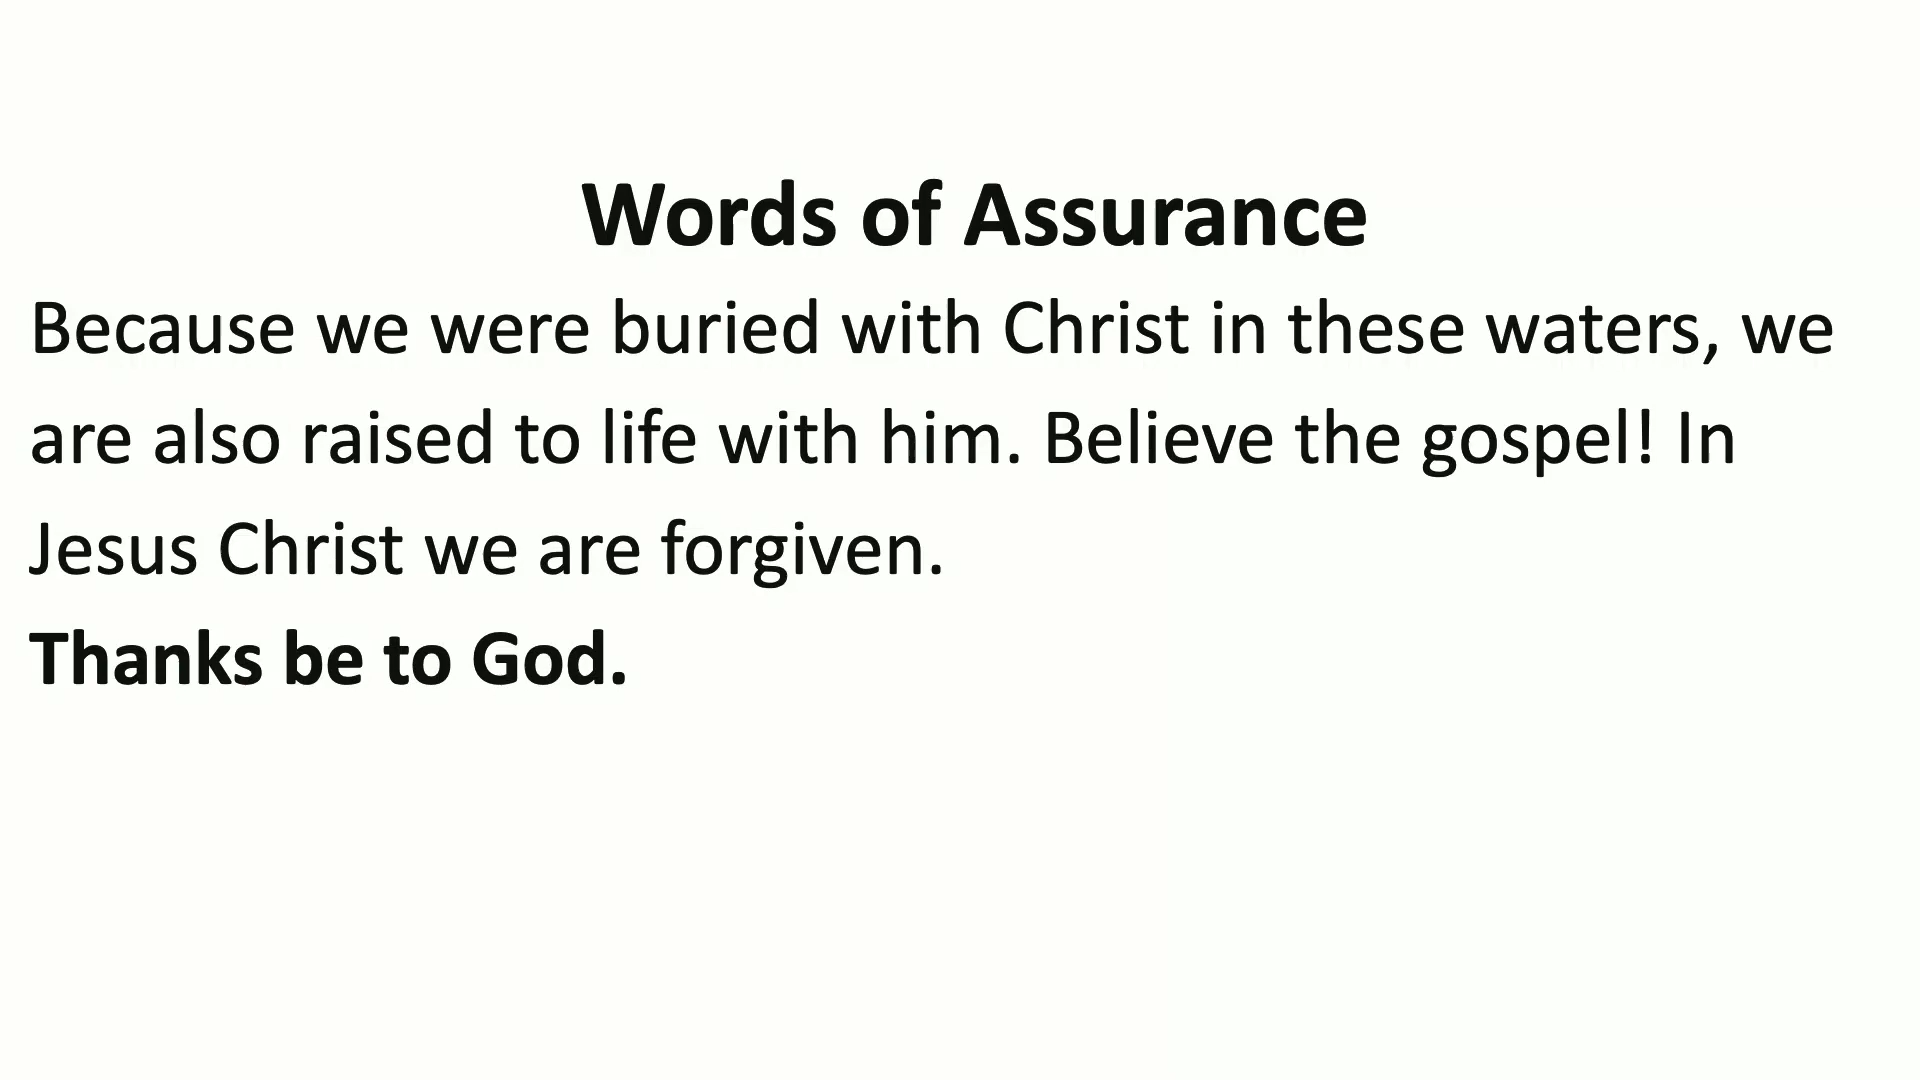 Words of Assurance
Because we were buried with Christ in these waters, we
are also raised to life with him. Believe the gospel! In
Jesus Christ we are forgiven.
Thanks be to God.